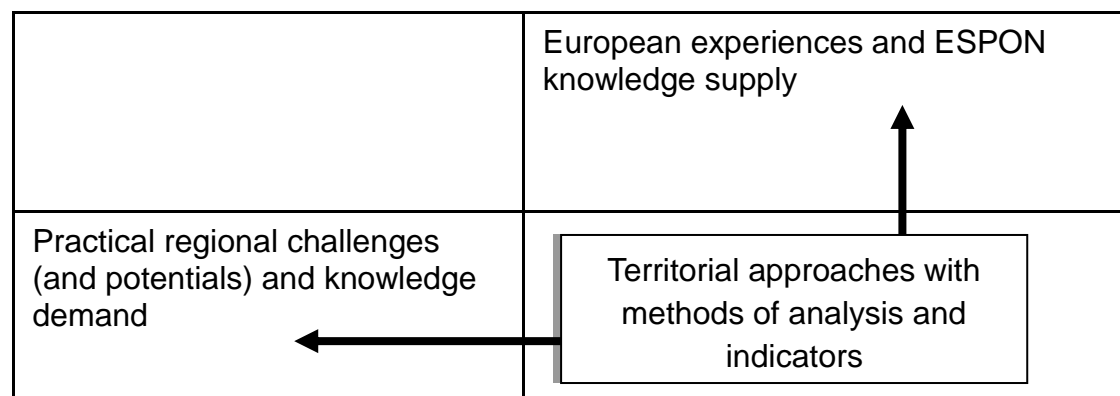 European experiences and ESPON
knowledge supply
Practical regional challenges
(and potentials) and knowledge
demand
Territorial approaches with
methods of analysis and
indicators